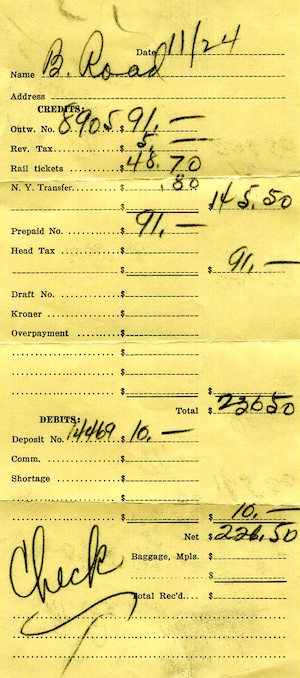 Date 11/24
Name B. Road
Address
CREDITS:
Outw. No. 8905 $ 91.—
Rev. Tax........ $ 5.—
Rail tickets ........ $ 48.70
N. Y. Transfer.... $ .80
$ 145.50
Prepaid No. .......... $ 91.—
Head Tax ............
$ $ 91.—
Draft No. ............ $
Kroner .............. $
Overpayment ........ $
.................... $
.................... $ $
Total $ 236.50
DEBITS:
Deposit No. 14469 $ 10.—
Comm. .............. $
Shortage ............ $
.................... $
.................... $ $ 10.—
Net $ 226.50
Baggage, Mpls. $
.......... $
Check
Total Rec'd.... $